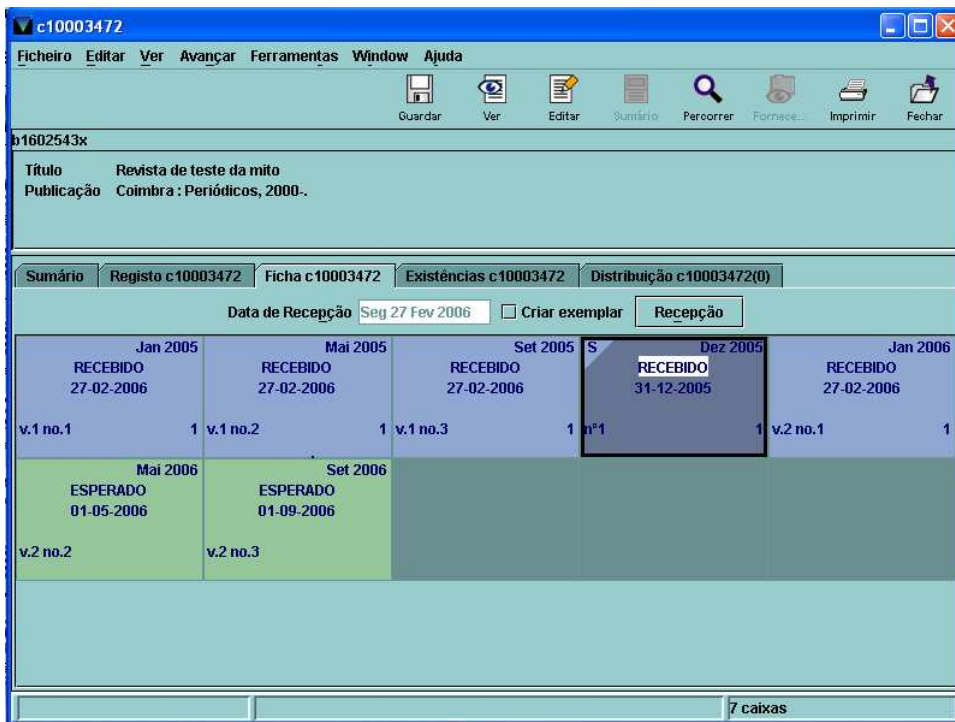 c10003472
Ficheiro Editar Ver Avançar Ferramentas Window Ajuda
Guardar Ver Editar Sumário Percorrer Fornece... Imprimir Fechar
b1602543x
Título Revista de teste da mito
Publicação Coimbra : Periódicos, 2000-.
Sumário Registo c10003472 Ficha c10003472 Existências c10003472 Distribuição c10003472(0)
Data de Recepção Seg 27 Fev 2006 Criar exemplar Recepção
Jan 2005 Mai 2005 Set 2005 S Dez 2005 Jan 2006
RECEBIDO RECEBIDO RECEBIDO RECEBIDO RECEBIDO
27-02-2006 27-02-2006 27-02-2006 31-12-2005 27-02-2006
v.1 no.1 1 v.1 no.2 1 v.1 no.3 1 nº1 1 v.2 no.1 1
Mai 2006 Set 2006
ESPERADO ESPERADO
01-05-2006 01-09-2006
v.2 no.2 v.2 no.3
7 caixas